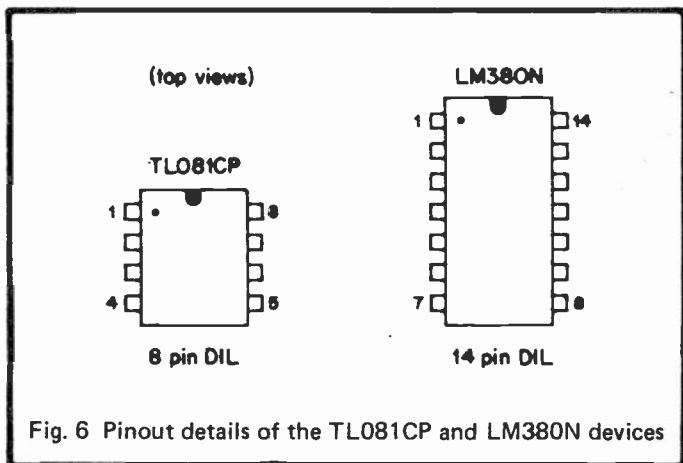 (top views)
LM380N
TL081CP
1
14
1
8
4
5
7
8
8 pin DIL
14 pin DIL
Fig. 6 Pinout details of the TL081CP and LM380N devices